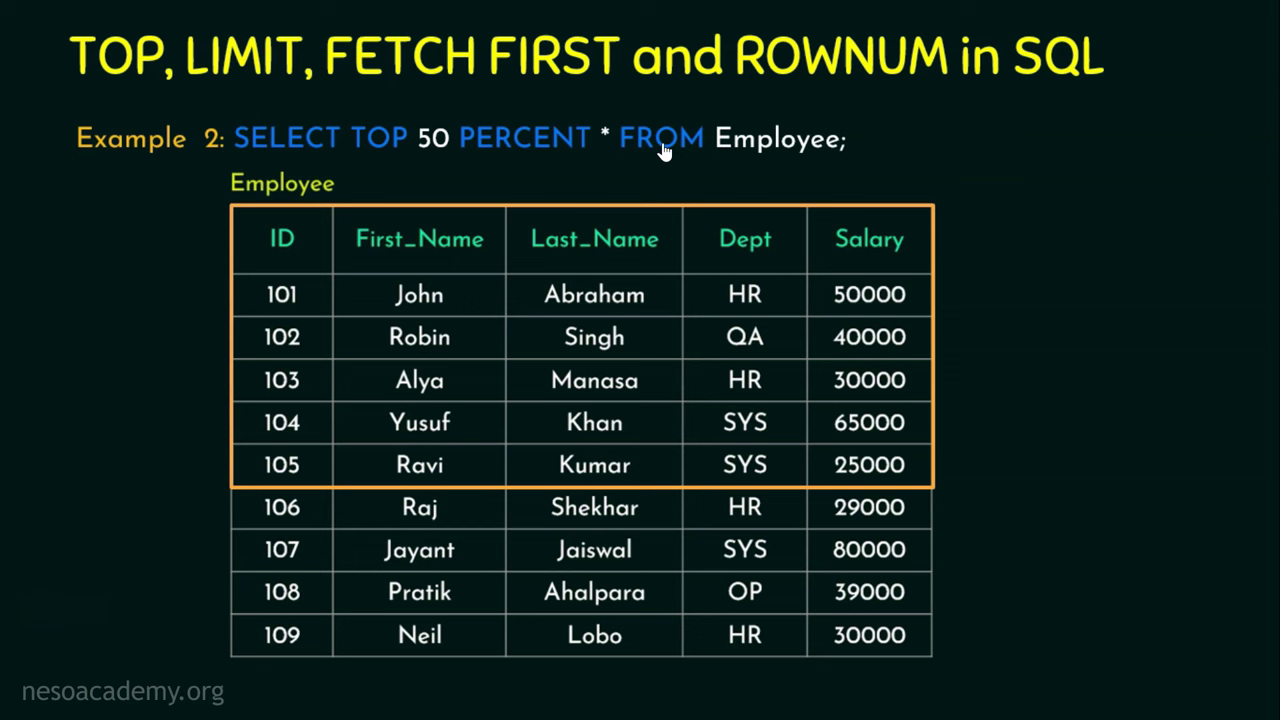 TOP, LIMIT, FETCH FIRST and ROWNUM in SQL
Example 2: SELECT TOP 50 PERCENT * FROM Employee;
Employee
ID First_Name Last_Name Dept Salary
101 John Abraham HR 50000
102 Robin Singh QA 40000
103 Alya Manasa HR 30000
104 Yusuf Khan SYS 65000
105 Ravi Kumar SYS 25000
106 Raj Shekhar HR 29000
107 Jayant Jaiswal SYS 80000
108 Pratik Ahalpara OP 39000
109 Neil Lobo HR 30000
nesoacademy.org